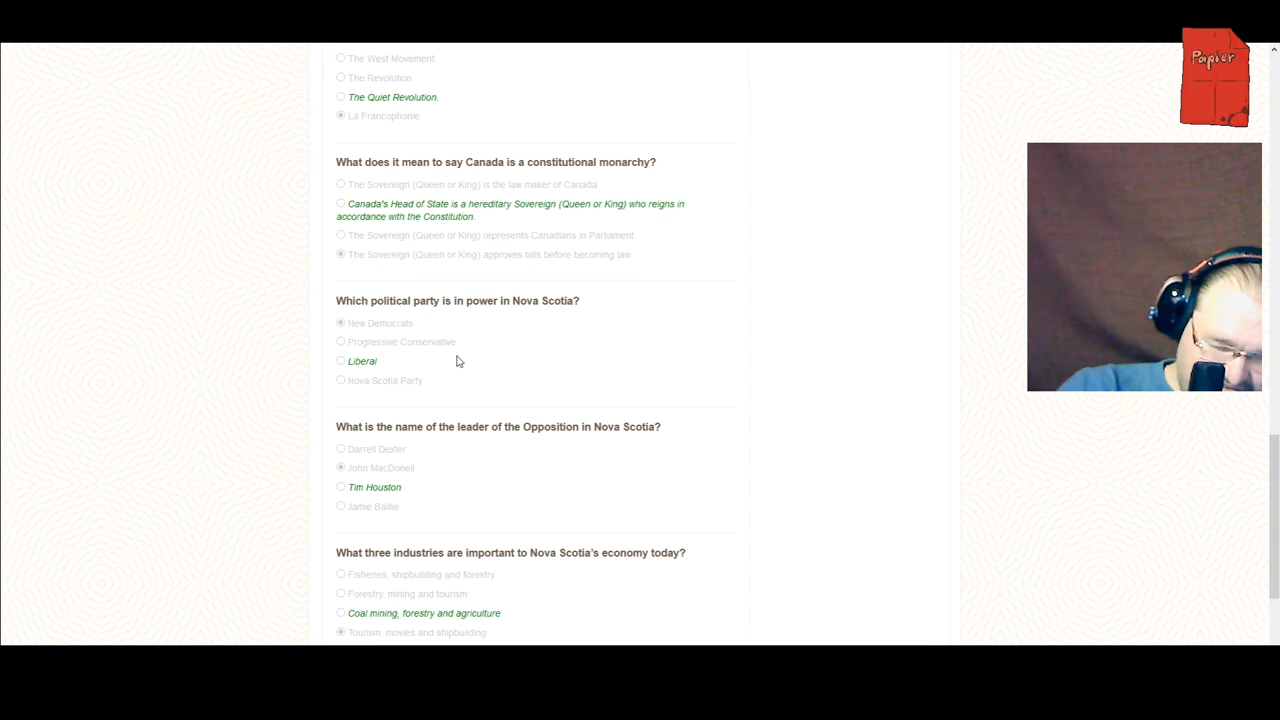 Papier
The West Movement.
The Revolution.
The Quiet Revolution.
La Francophonie.
What does it mean to say Canada is a constitutional monarchy?
The Sovereign (Queen or King) is the law maker of Canada.
Canada's Head of State is a hereditary Sovereign (Queen or King) who reigns in
accordance with the Constitution.
The Sovereign (Queen or King) represents Canadians in Parliament.
The Sovereign (Queen or King) approves bills before becoming law.
Which political party is in power in Nova Scotia?
New Democrats
Progressive Conservative
Liberal
Nova Scotia Party
What is the name of the leader of the Opposition in Nova Scotia?
Darrell Dexter
John MacDonell
Tim Houston
Jamie Baillie
What three industries are important to Nova Scotia’s economy today?
Fisheries, shipbuilding and forestry
Forestry, mining and tourism
Coal mining, forestry and agriculture
Tourism, movies and shipbuilding